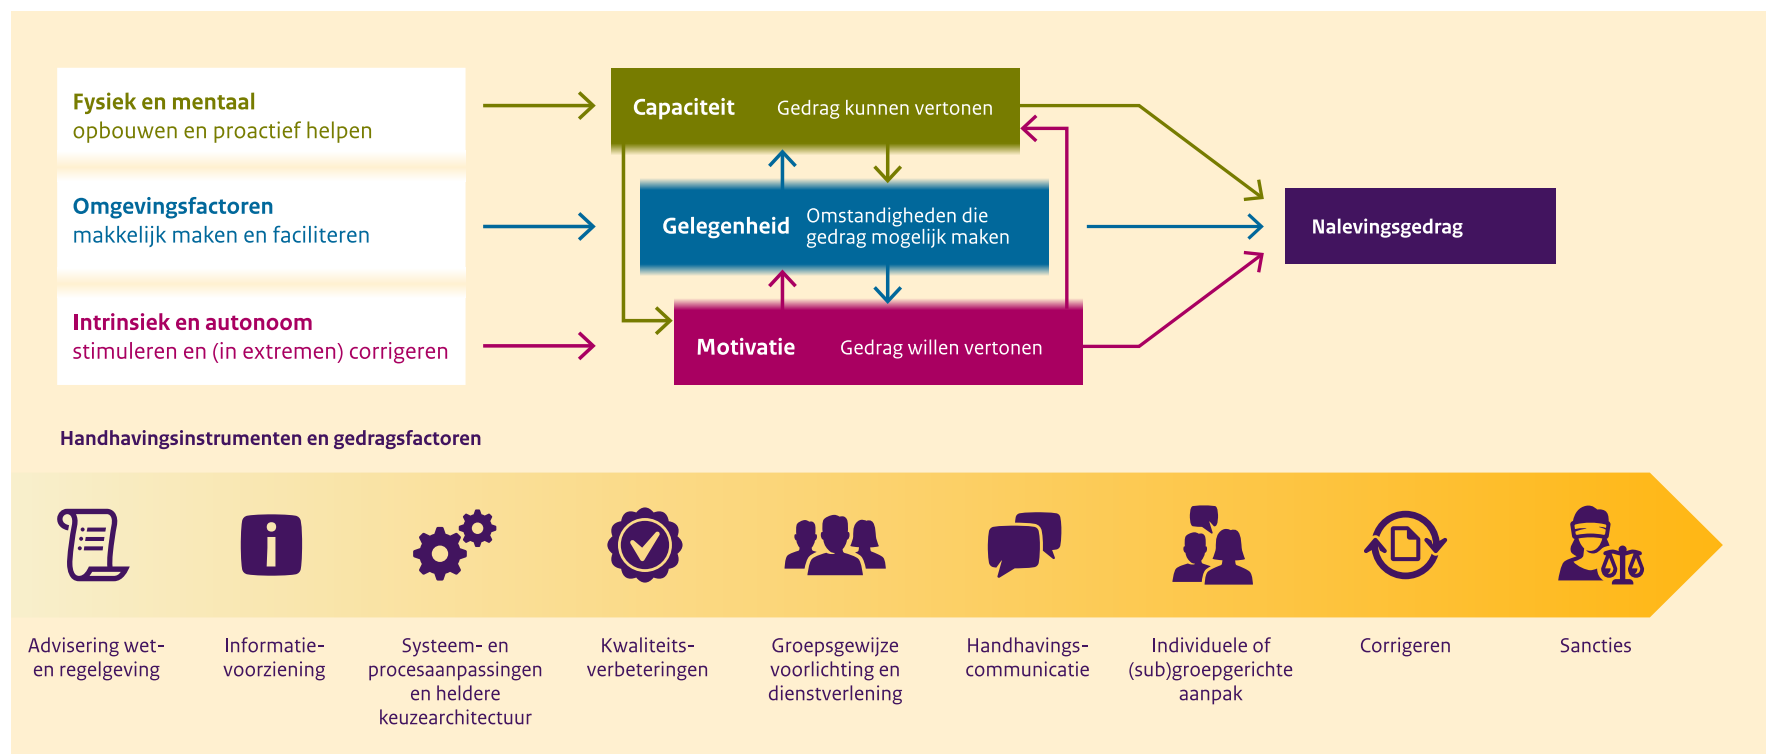 Fysiek en mentaal
opbouwen en proactief helpen
Capaciteit Gedrag kunnen vertonen
Omgevingsfactoren
makkelijk maken en faciliteren
Gelegenheid Omstandigheden die
gedrag mogelijk maken
Nalevingsgedrag
Intrinsiek en autonoom
stimuleren en (in extremen) corrigeren
Motivatie Gedrag willen vertonen
Handhavingsinstrumenten en gedragsfactoren
Advisering wet-
en regelgeving
Informatie-
voorziening
Systeem- en
procesaanpassingen
en heldere
keuzearchitectuur
Kwaliteits-
verbeteringen
Groepsgewijze
voorlichting en
dienstverlening
Handhavings-
communicatie
Individuele of
(sub)groepgerichte
aanpak
Corrigeren
Sancties